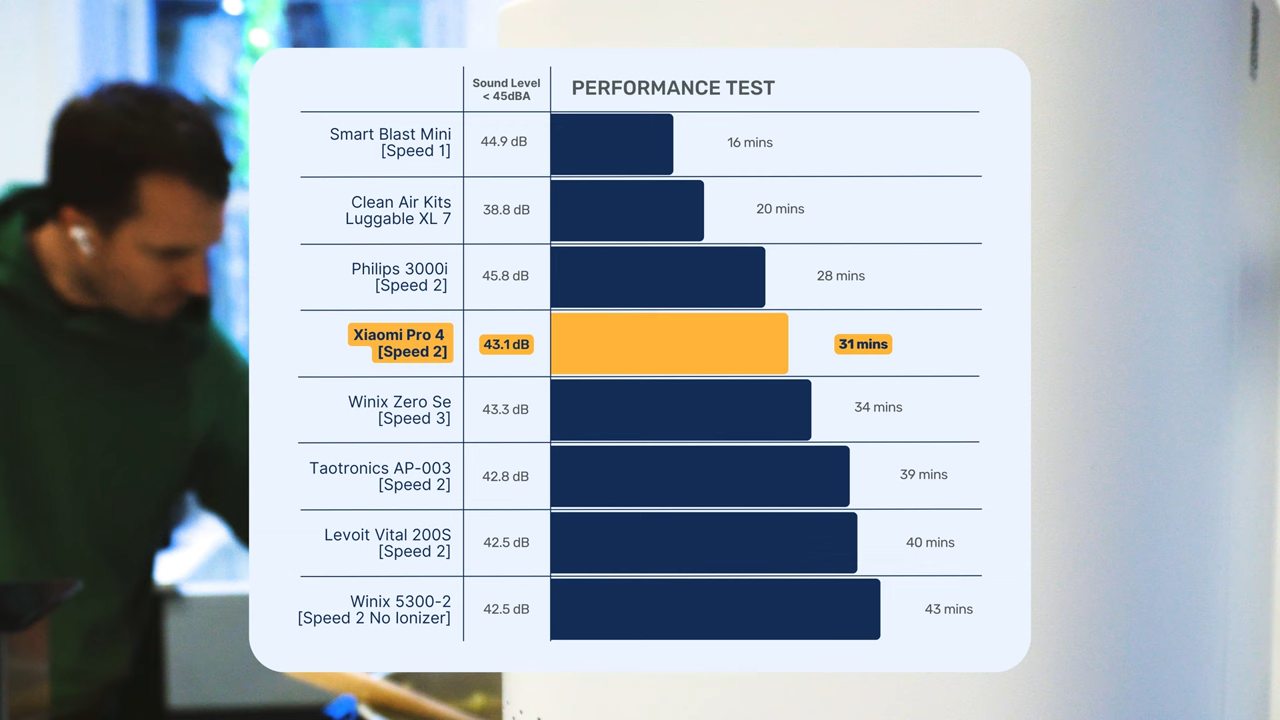 Sound Level
< 45dBA
PERFORMANCE TEST
Smart Blast Mini
[Speed 1]
44.9 dB
16 mins
Clean Air Kits
Luggable XL 7
38.8 dB
20 mins
Philips 3000i
[Speed 2]
45.8 dB
28 mins
Xiaomi Pro 4
[Speed 2]
43.1 dB
31 mins
Winix Zero Se
[Speed 3]
43.3 dB
34 mins
Taotronics AP-003
[Speed 2]
42.8 dB
39 mins
Levoit Vital 200S
[Speed 2]
42.5 dB
40 mins
Winix 5300-2
[Speed 2 No Ionizer]
42.5 dB
43 mins